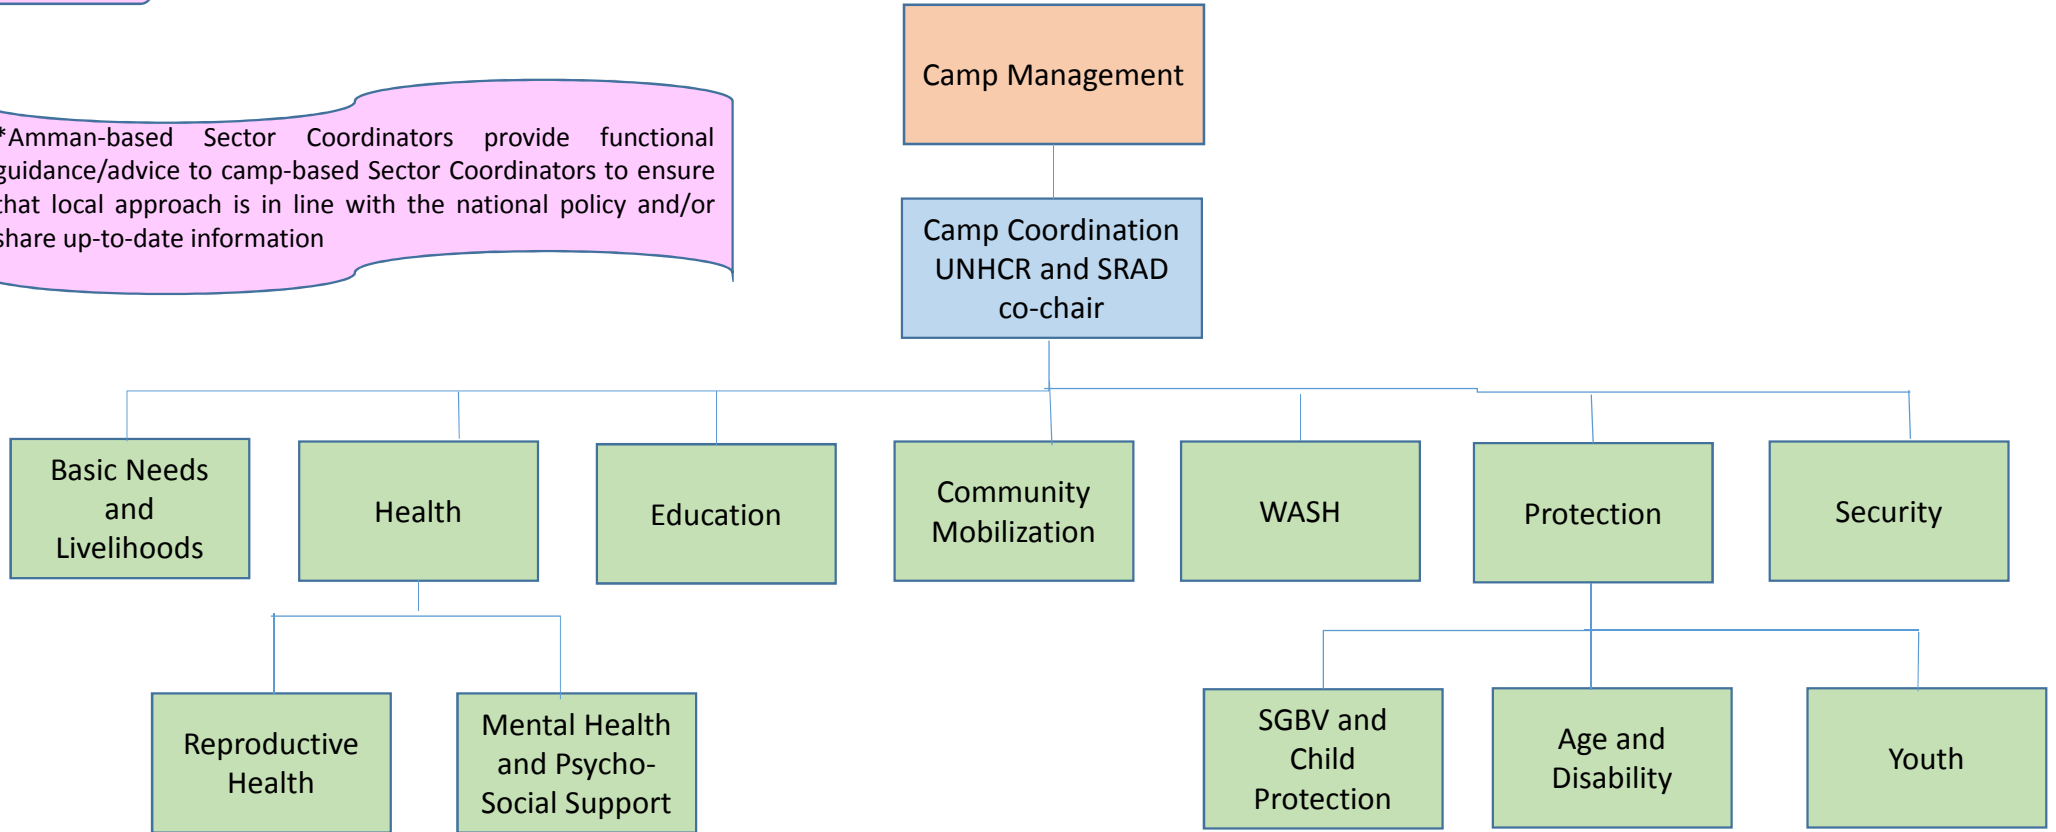 Camp Management
*Amman-based Sector Coordinators provide functional
guidance/advice to camp-based Sector Coordinators to ensure
that local approach is in line with the national policy and/or
share up-to-date information
Camp Coordination
UNHCR and SRAD
co-chair
Basic Needs
and
Livelihoods
Health
Education
Community
Mobilization
WASH
Protection
Security
Reproductive
Health
Mental Health
and Psycho-
Social Support
SGBV and
Child
Protection
Age and
Disability
Youth